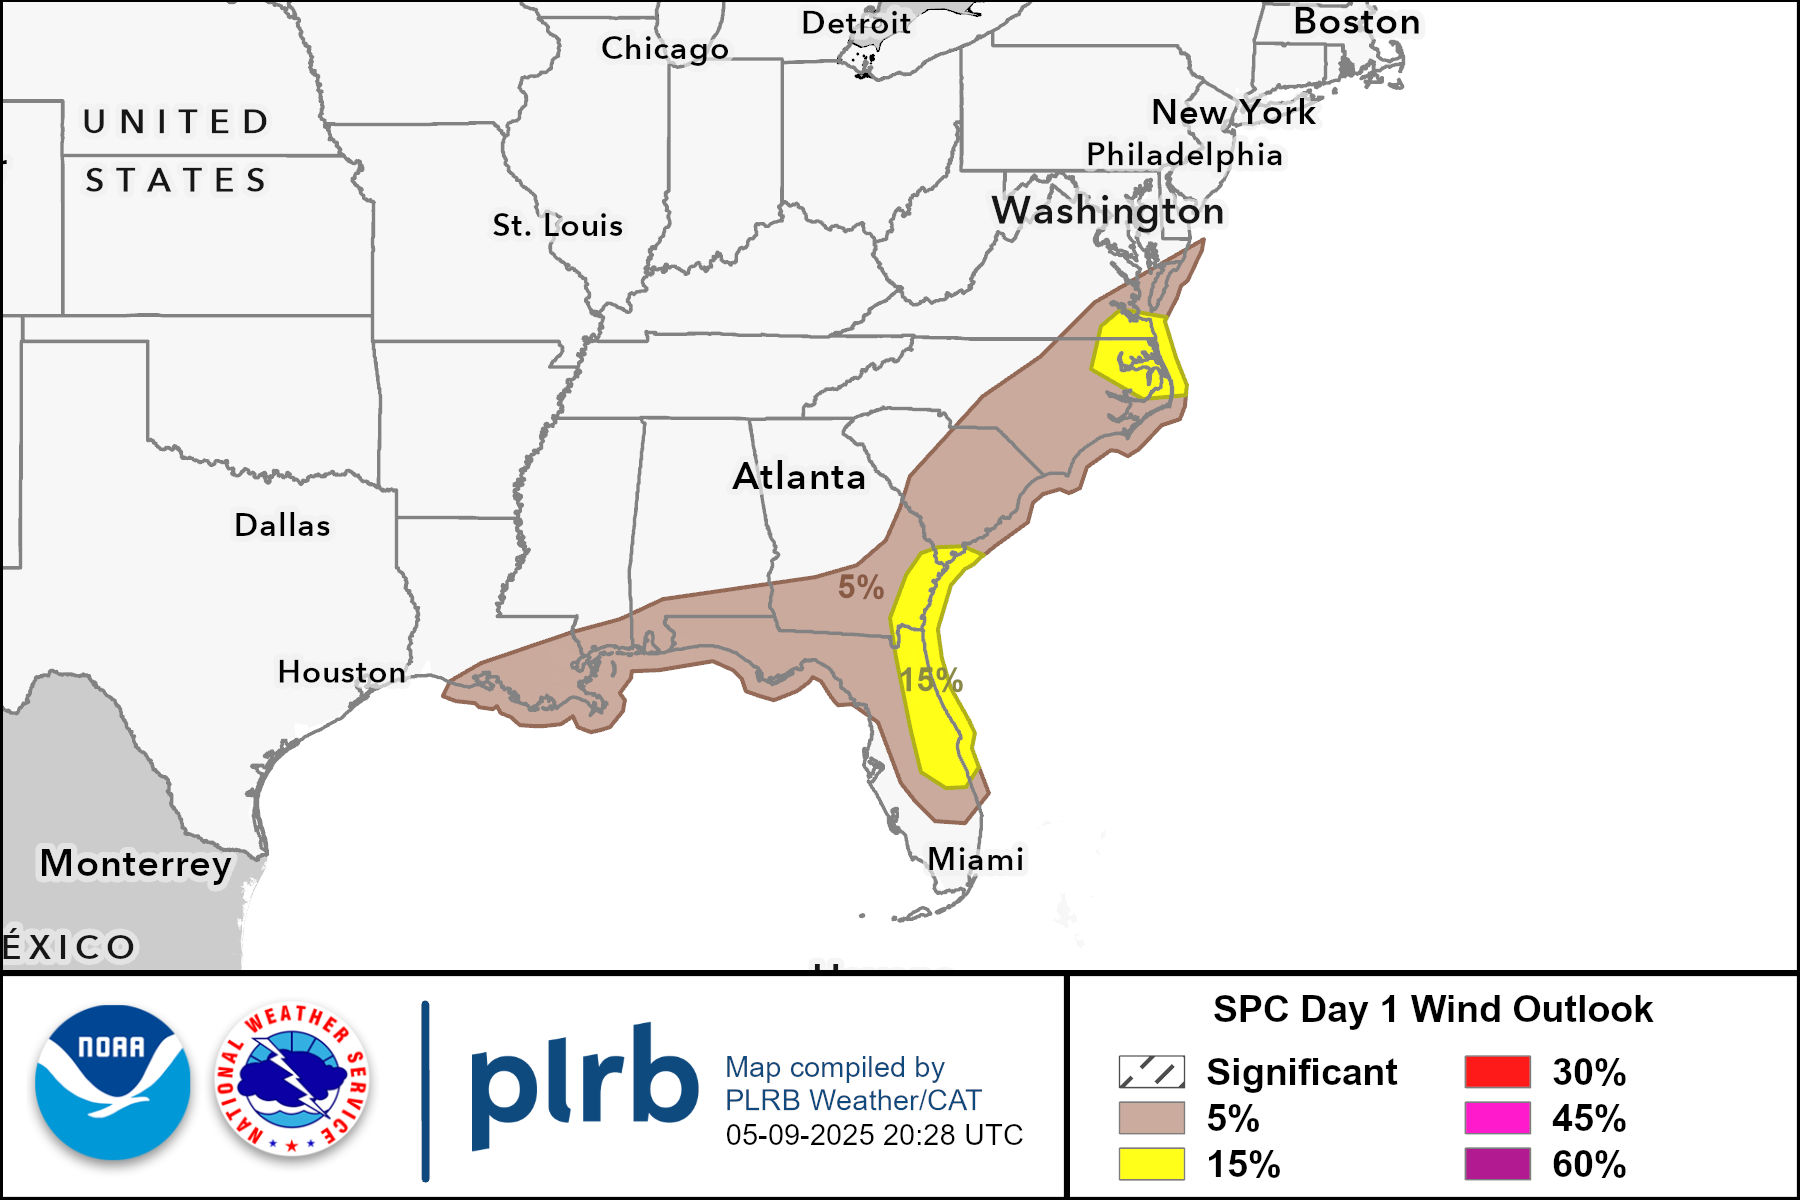 Detroit
Boston
Chicago
New York
UNITED
STATES
Philadelphia
Washington
St. Louis
Atlanta
Dallas
5%
15%
Houston
Miami
Monterrey
ÉXICO
NOAA
NATIONAL WEATHER SERVICE
plrb
Map compiled by
PLRB Weather/CAT
05-09-2025 20:28 UTC
SPC Day 1 Wind Outlook
Significant
5%
15%
30%
45%
60%